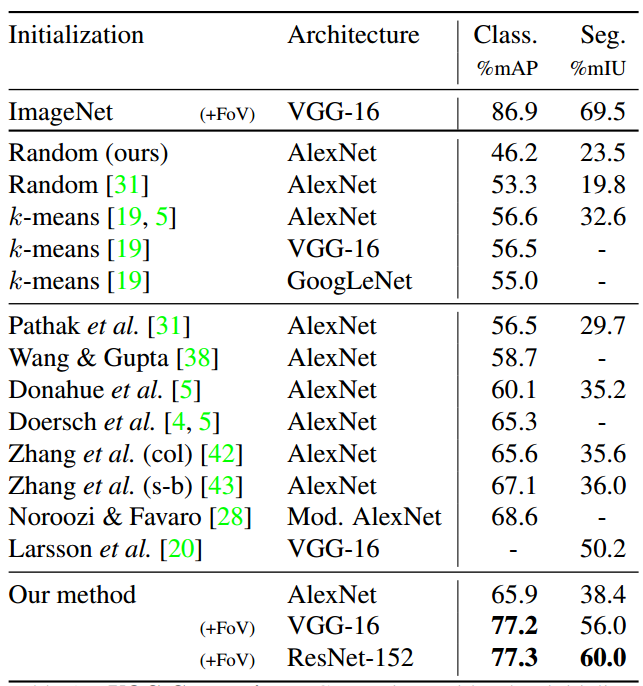 Initialization Architecture Class. Seg.
%mAP %mIU
ImageNet (+FoV) VGG-16 86.9 69.5
Random (ours) AlexNet 46.2 23.5
Random [31] AlexNet 53.3 19.8
k-means [19, 5] AlexNet 56.6 32.6
k-means [19] VGG-16 56.5 -
k-means [19] GoogLeNet 55.0 -
Pathak et al. [31] AlexNet 56.5 29.7
Wang & Gupta [38] AlexNet 58.7 -
Donahue et al. [5] AlexNet 60.1 35.2
Doersch et al. [4, 5] AlexNet 65.3 -
Zhang et al. (col) [42] AlexNet 65.6 35.6
Zhang et al. (s-b) [43] AlexNet 67.1 36.0
Noroozi & Favaro [28] Mod. AlexNet 68.6 -
Larsson et al. [20] VGG-16 - 50.2
Our method AlexNet 65.9 38.4
(+FoV) VGG-16 77.2 56.0
(+FoV) ResNet-152 77.3 60.0